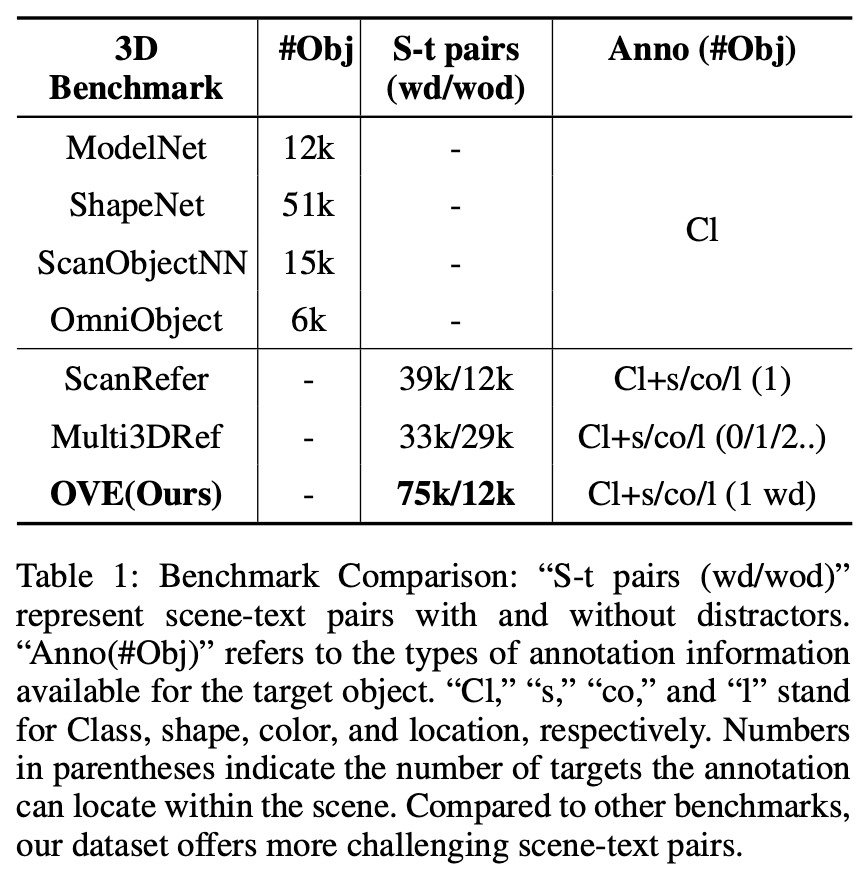 3D Benchmark #Obj S-t pairs (wd/wod) Anno (#Obj)
ModelNet 12k - Cl
ShapeNet 51k -
ScanObjectNN 15k -
OmniObject 6k -
ScanRefer - 39k/12k Cl+s/co/l (1)
Multi3DRef - 33k/29k Cl+s/co/l (0/1/2..)
OVE(Ours) - 75k/12k Cl+s/co/l (1 wd)
Table 1: Benchmark Comparison: “S-t pairs (wd/wod)”
represent scene-text pairs with and without distractors.
“Anno(#Obj)” refers to the types of annotation information
available for the target object. “Cl,” “s,” “co,” and “l” stand
for Class, shape, color, and location, respectively. Numbers
in parentheses indicate the number of targets the annotation
can locate within the scene. Compared to other benchmarks,
our dataset offers more challenging scene-text pairs.